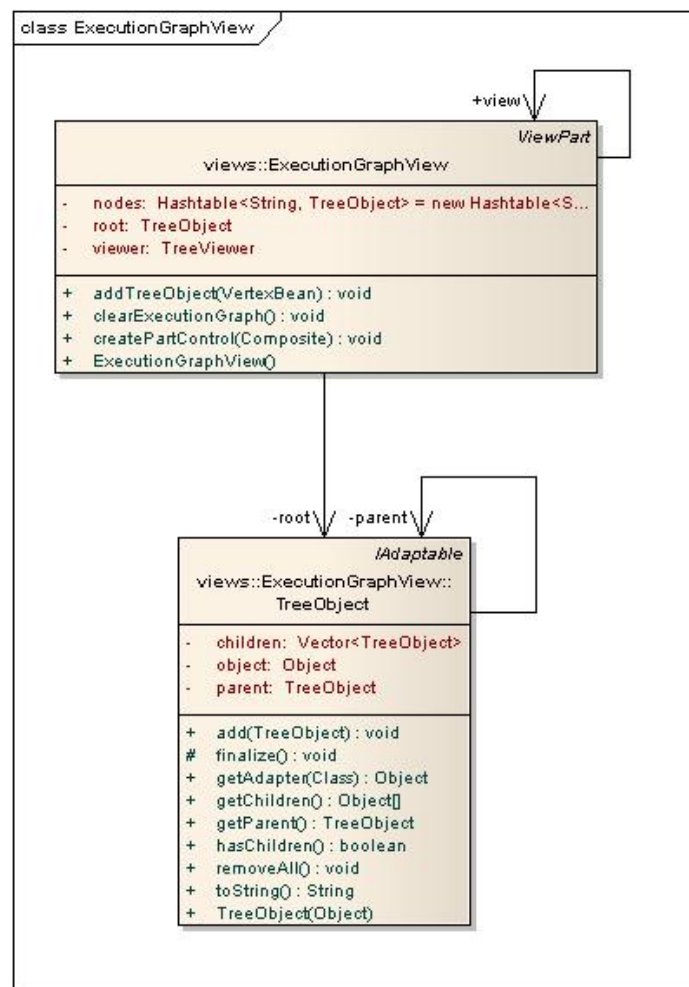 class ExecutionGraphView
+view
ViewPart
views::ExecutionGraphView
- nodes: Hashtable<String, TreeObject> = new Hashtable<S...
- root: TreeObject
- viewer: TreeViewer
+ addTreeObject(VertexBean) : void
+ clearExecutionGraph() : void
+ createPartControl(Composite) : void
+ ExecutionGraphView()
-root
-parent
IAdaptable
views::ExecutionGraphView::
TreeObject
- children: Vector<TreeObject>
- object: Object
- parent: TreeObject
+ add(TreeObject) : void
# finalize() : void
+ getAdapter(Class) : Object
+ getChildren() : Object[]
+ getParent() : TreeObject
+ hasChildren() : boolean
+ removeAll() : void
+ toString() : String
+ TreeObject(Object)